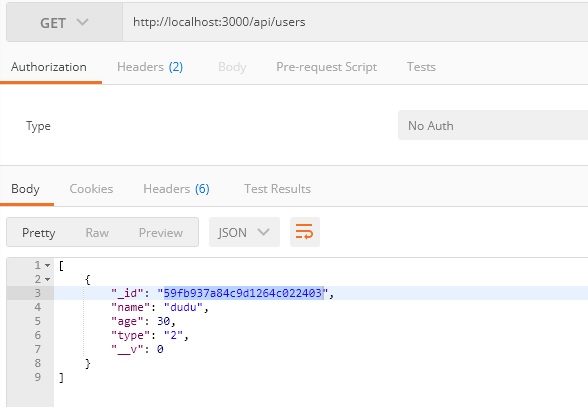 GET http://localhost:3000/api/users
Authorization Headers (2) Body Pre-request Script Tests
Type No Auth
Body Cookies Headers (6) Test Results
Pretty Raw Preview JSON
1 [
2 {
3 "_id": "59fb937a84c9d1264c022403",
4 "name": "dudu",
5 "age": 30,
6 "type": "2",
7 "__v": 0
8 }
9 ]